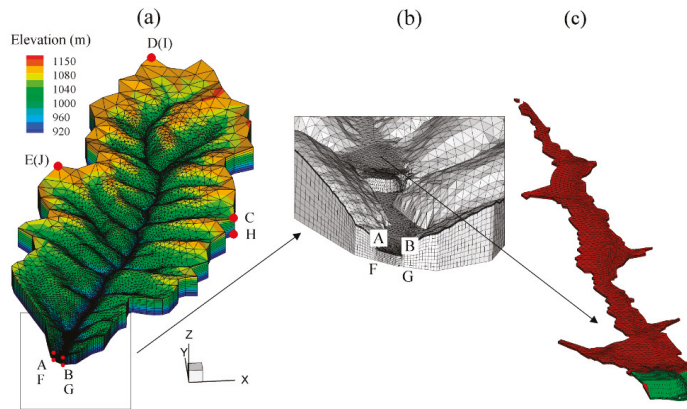 (a)
(b)
(c)
Elevation (m)
1150
1080
1040
1000
960
920
D(I)
E(J)
C
H
A
F
B
G
Z
Y
X
A
B
F
G